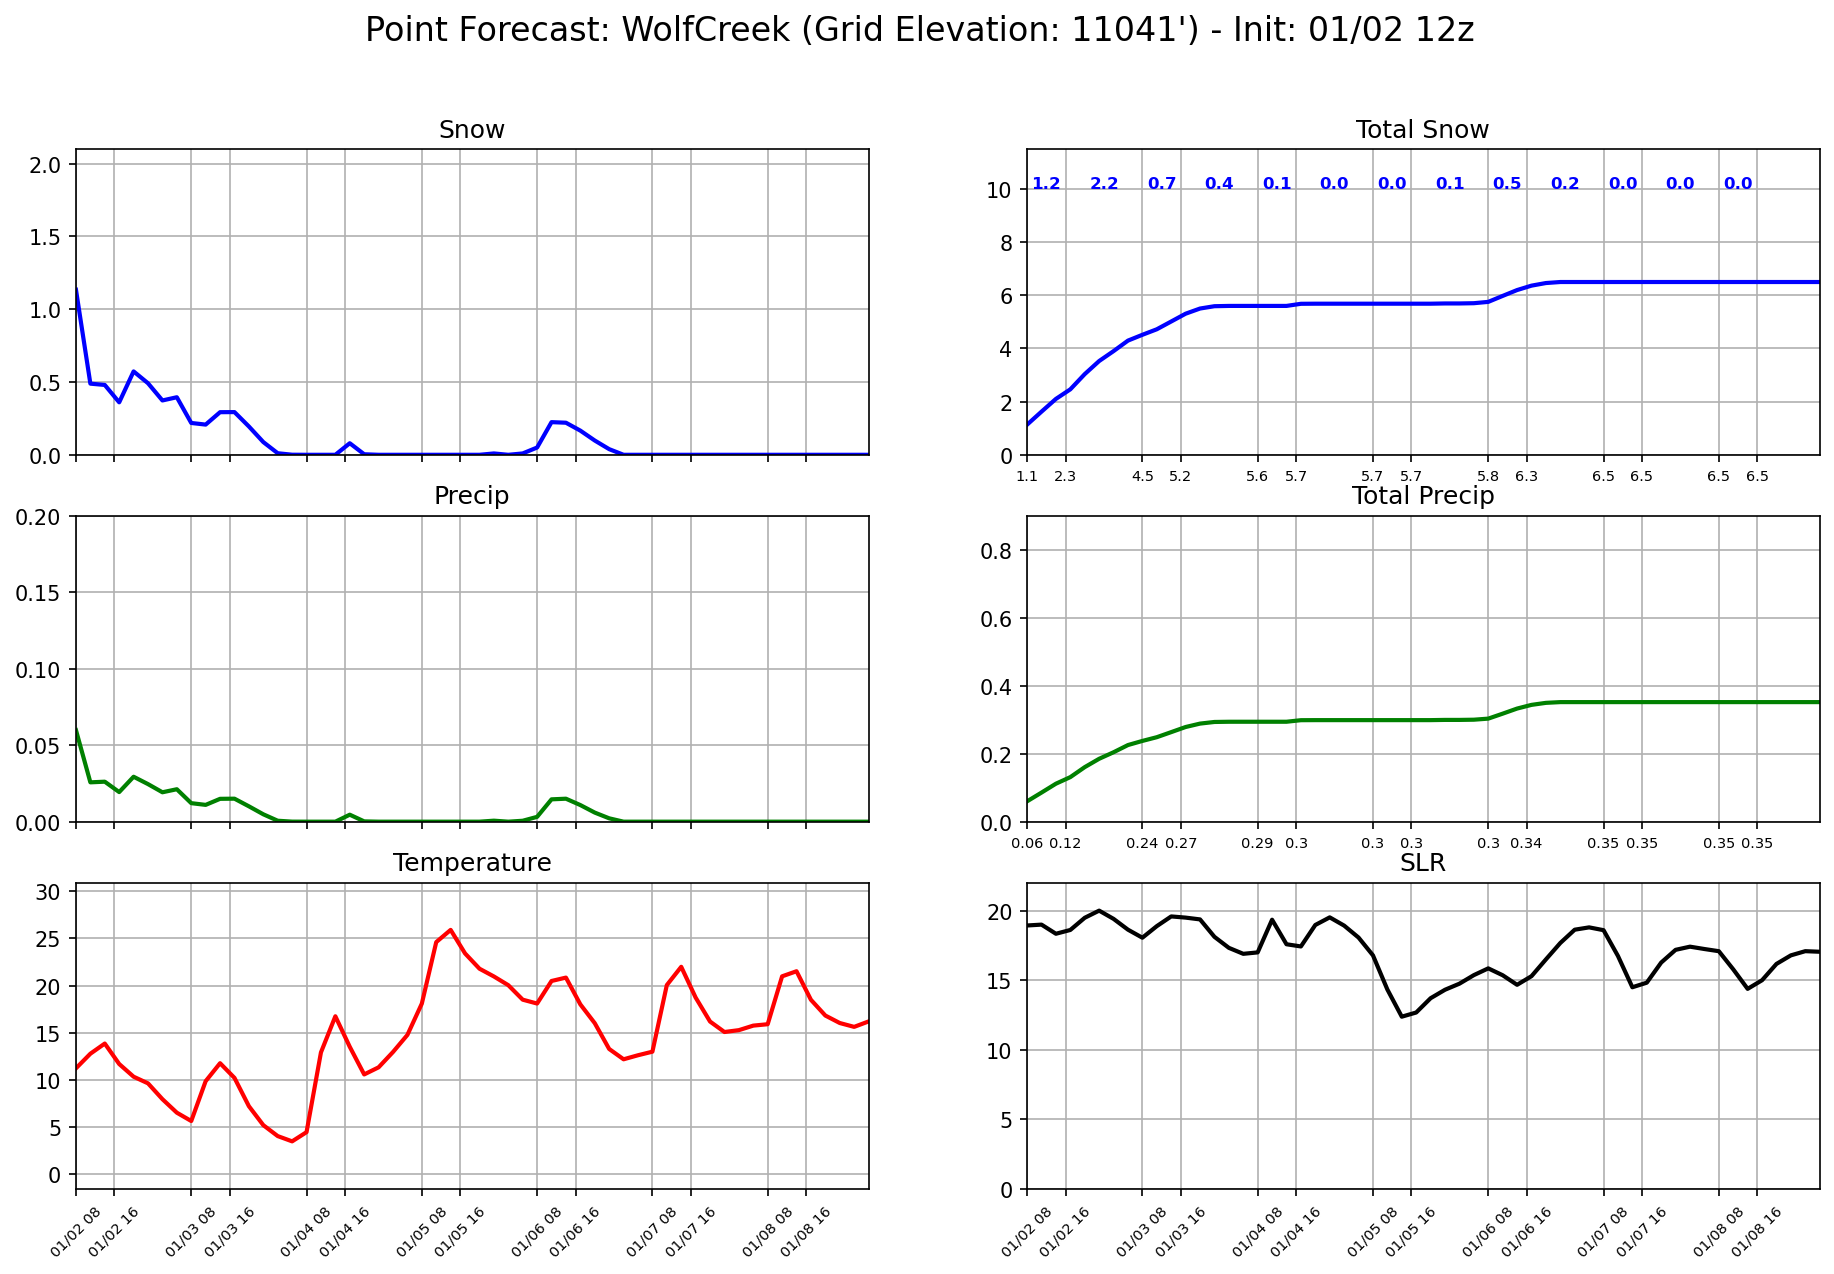 Point Forecast: WolfCreek (Grid Elevation: 11041') - Init: 01/02 12z
Snow
2.0
1.5
1.0
0.5
0.0
Total Snow
10
8
6
4
2
0
1.2 2.2 0.7 0.4 0.1 0.0 0.0 0.1 0.5 0.2 0.0 0.0 0.0
1.1 2.3 4.5 5.2 5.6 5.7 5.7 5.7 5.8 6.3 6.5 6.5 6.5 6.5
Precip
0.20
0.15
0.10
0.05
0.00
Total Precip
0.8
0.6
0.4
0.2
0.0
0.06 0.12 0.24 0.27 0.29 0.3 0.3 0.3 0.3 0.34 0.35 0.35 0.35 0.35
Temperature
30
25
20
15
10
5
0
01/02 08 01/02 16 01/03 08 01/03 16 01/04 08 01/04 16 01/05 08 01/05 16 01/06 08 01/06 16 01/07 08 01/07 16 01/08 08 01/08 16
SLR
20
15
10
5
0
01/02 08 01/02 16 01/03 08 01/03 16 01/04 08 01/04 16 01/05 08 01/05 16 01/06 08 01/06 16 01/07 08 01/07 16 01/08 08 01/08 16